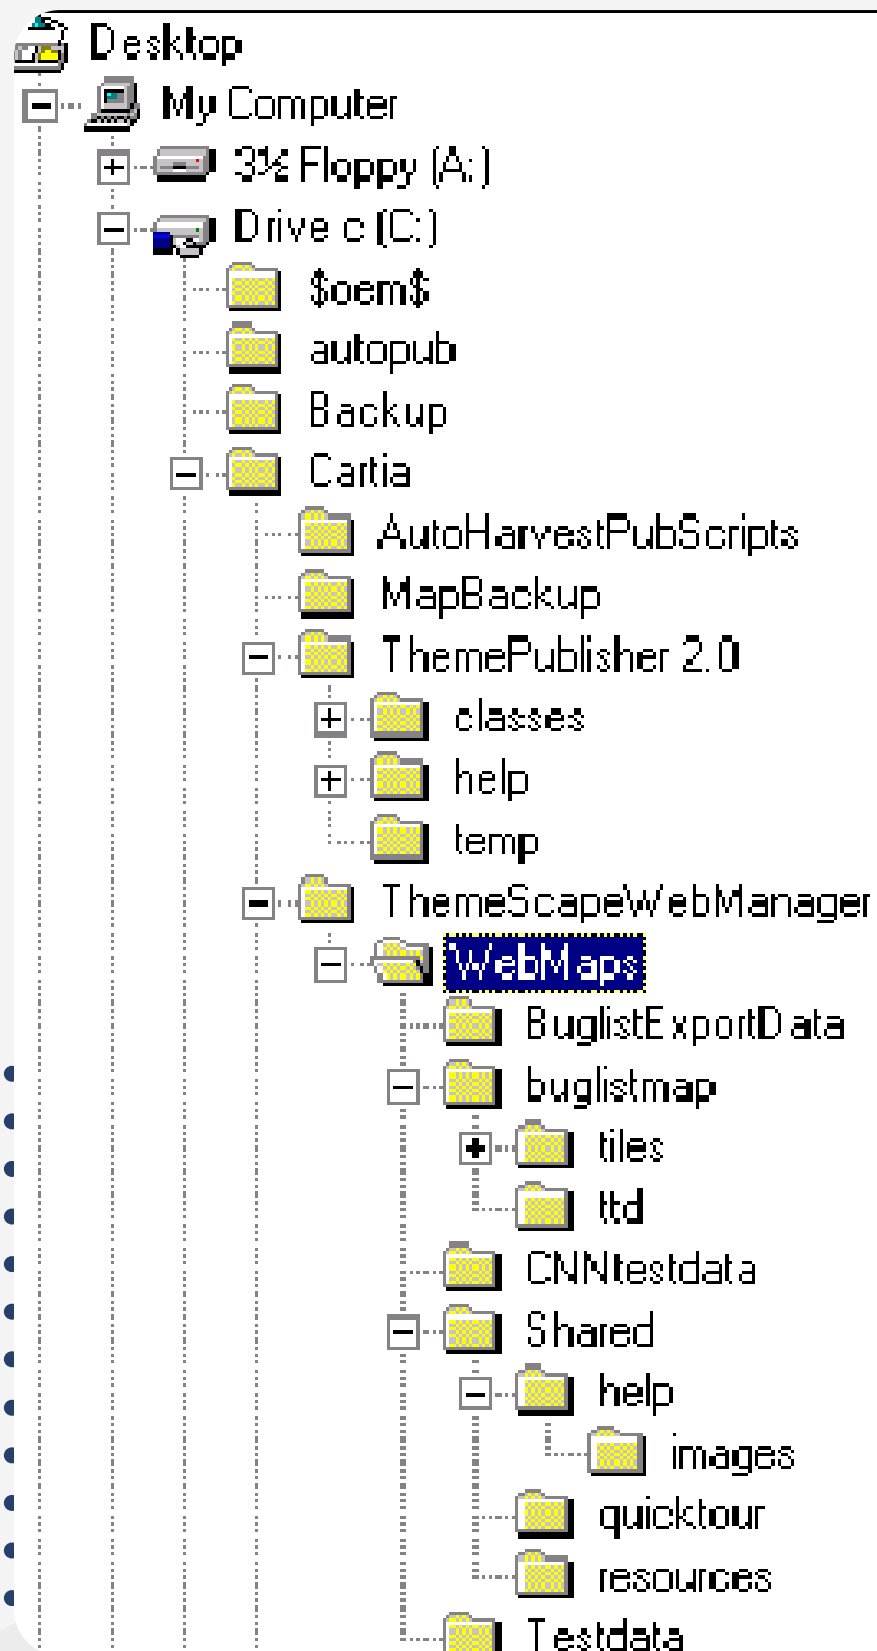 Desktop
My Computer
3½ Floppy (A:)
Drive c (C:)
$oem$
autopub
Backup
Cartia
AutoHarvestPubScripts
MapBackup
ThemePublisher 2.0
classes
help
temp
ThemeScapeWebManager
WebMaps
BuglistExportData
buglistmap
tiles
ttd
CNNtestdata
Shared
help
images
quicktour
resources
Testdata